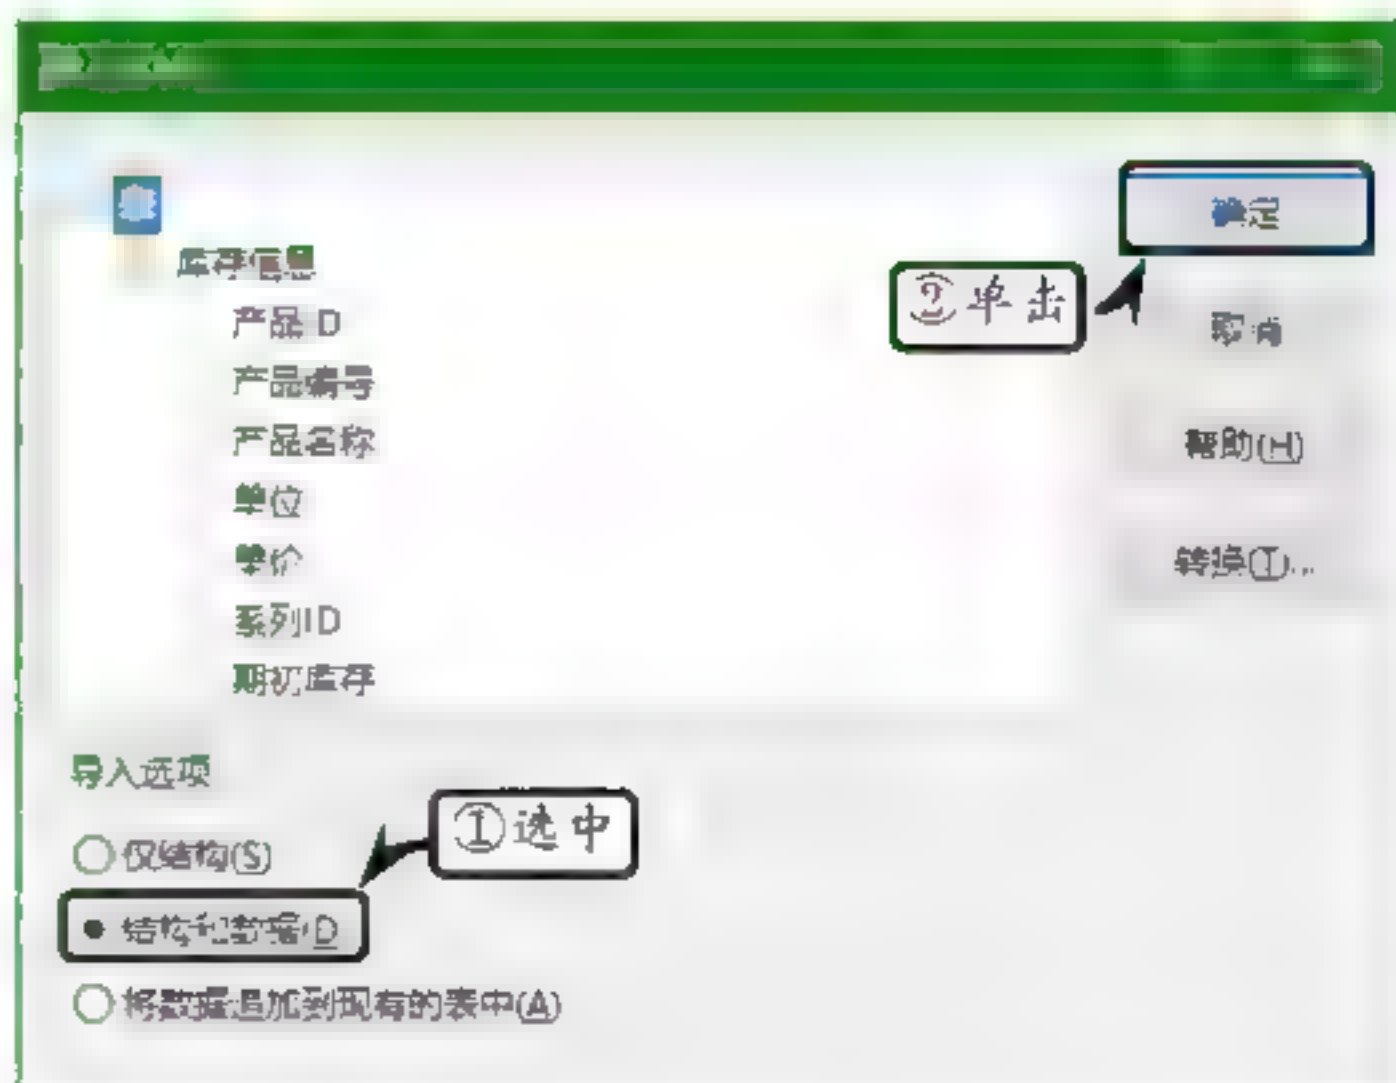 库存信息
确定
②单击
产品ID
取消
产品编号
产品名称
帮助(H)
单位
单价
转换(T)...
系列ID
期初库存
导入选项
①选中
仅结构(S)
结构和数据(D
将数据追加到现有的表中(A)